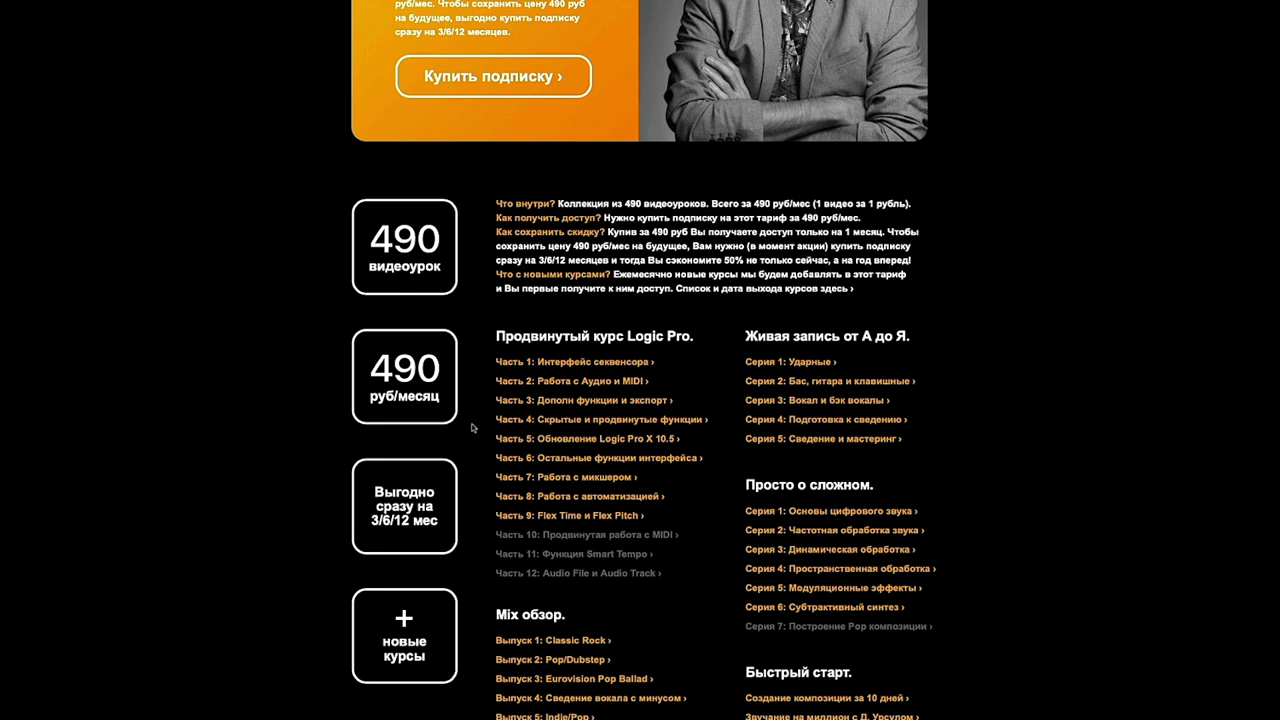 руб/мес. Чтобы сохранить цену 490 руб
на будущее, выгодно купить подписку
сразу на 3/6/12 месяцев.
Купить подписку ›
490
видеоурок
490
руб/месяц
Выгодно
сразу на
3/6/12 мес
+
новые
курсы
Что внутри? Коллекция из 490 видеоуроков. Всего за 490 руб/мес (1 видео за 1 рубль).
Как получить доступ? Нужно купить подписку на этот тариф за 490 руб/мес.
Как сохранить скидку? Купив за 490 руб Вы получаете доступ только на 1 месяц. Чтобы
сохранить цену 490 руб/мес на будущее, Вам нужно (в момент акции) купить подписку
сразу на 3/6/12 месяцев и тогда Вы сэкономите 50% не только сейчас, а на год вперед!
Что с новыми курсами? Ежемесячно новые курсы мы будем добавлять в этот тариф
и Вы первые получите к ним доступ. Список и дата выхода курсов здесь ›
Продвинутый курс Logic Pro.
Часть 1: Интерфейс секвенсора ›
Часть 2: Работа с Аудио и MIDI ›
Часть 3: Дополн функции и экспорт ›
Часть 4: Скрытые и продвинутые функции ›
Часть 5: Обновление Logic Pro X 10.5 ›
Часть 6: Остальные функции интерфейса ›
Часть 7: Работа с микшером ›
Часть 8: Работа с автоматизацией ›
Часть 9: Flex Time и Flex Pitch ›
Часть 10: Продвинутая работа с MIDI ›
Часть 11: Функция Smart Tempo ›
Часть 12: Audio File и Audio Track ›
Mix обзор.
Выпуск 1: Classic Rock ›
Выпуск 2: Pop/Dubstep ›
Выпуск 3: Eurovision Pop Ballad ›
Выпуск 4: Сведение вокала с минусом ›
Выпуск 5: Indie/Pop ›
Живая запись от А до Я.
Серия 1: Ударные ›
Серия 2: Бас, гитара и клавишные ›
Серия 3: Вокал и бэк вокалы ›
Серия 4: Подготовка к сведению ›
Серия 5: Сведение и мастеринг ›
Просто о сложном.
Серия 1: Основы цифрового звука ›
Серия 2: Частотная обработка звука ›
Серия 3: Динамическая обработка ›
Серия 4: Пространственная обработка ›
Серия 5: Модуляционные эффекты ›
Серия 6: Субтрактивный синтез ›
Серия 7: Построение Pop композиции ›
Быстрый старт.
Создание композиции за 10 дней ›
Звучание на миллион с Д. Урсулом ›